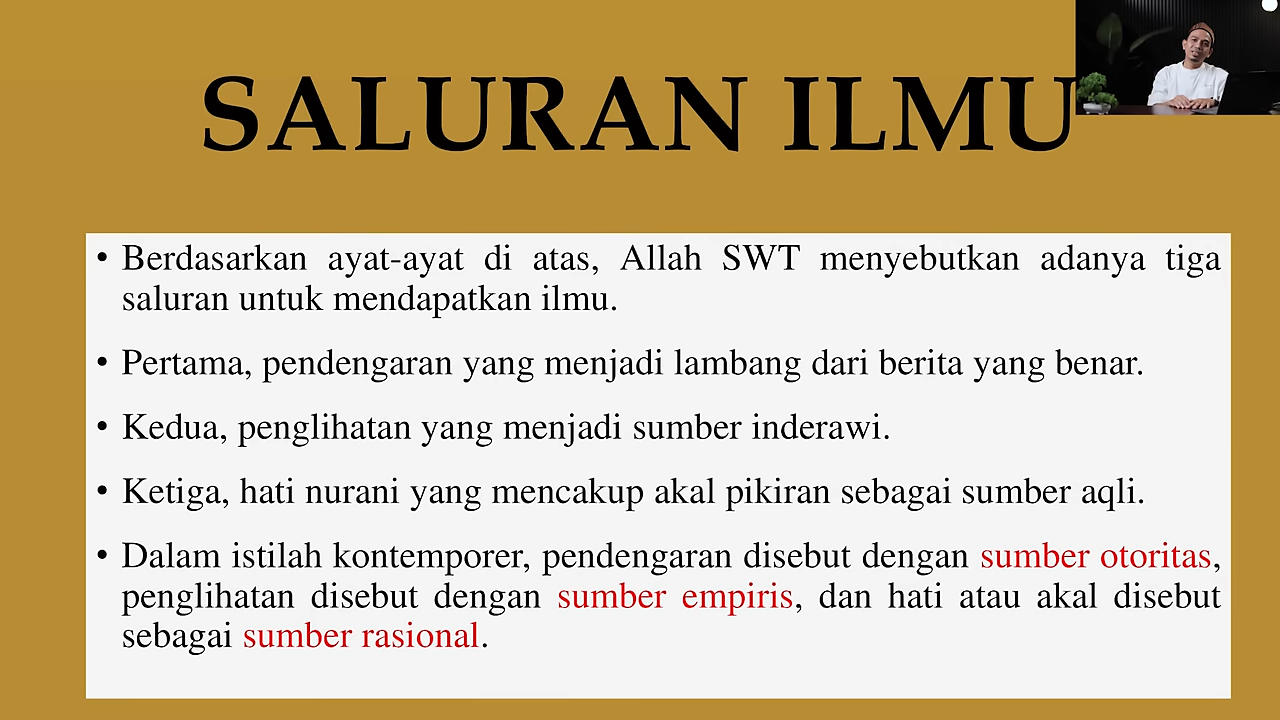 SALURAN ILMU
• Berdasarkan ayat-ayat di atas, Allah SWT menyebutkan adanya tiga
saluran untuk mendapatkan ilmu.
• Pertama, pendengaran yang menjadi lambang dari berita yang benar.
• Kedua, penglihatan yang menjadi sumber inderawi.
• Ketiga, hati nurani yang mencakup akal pikiran sebagai sumber aqli.
• Dalam istilah kontemporer, pendengaran disebut dengan sumber otoritas,
penglihatan disebut dengan sumber empiris, dan hati atau akal disebut
sebagai sumber rasional.